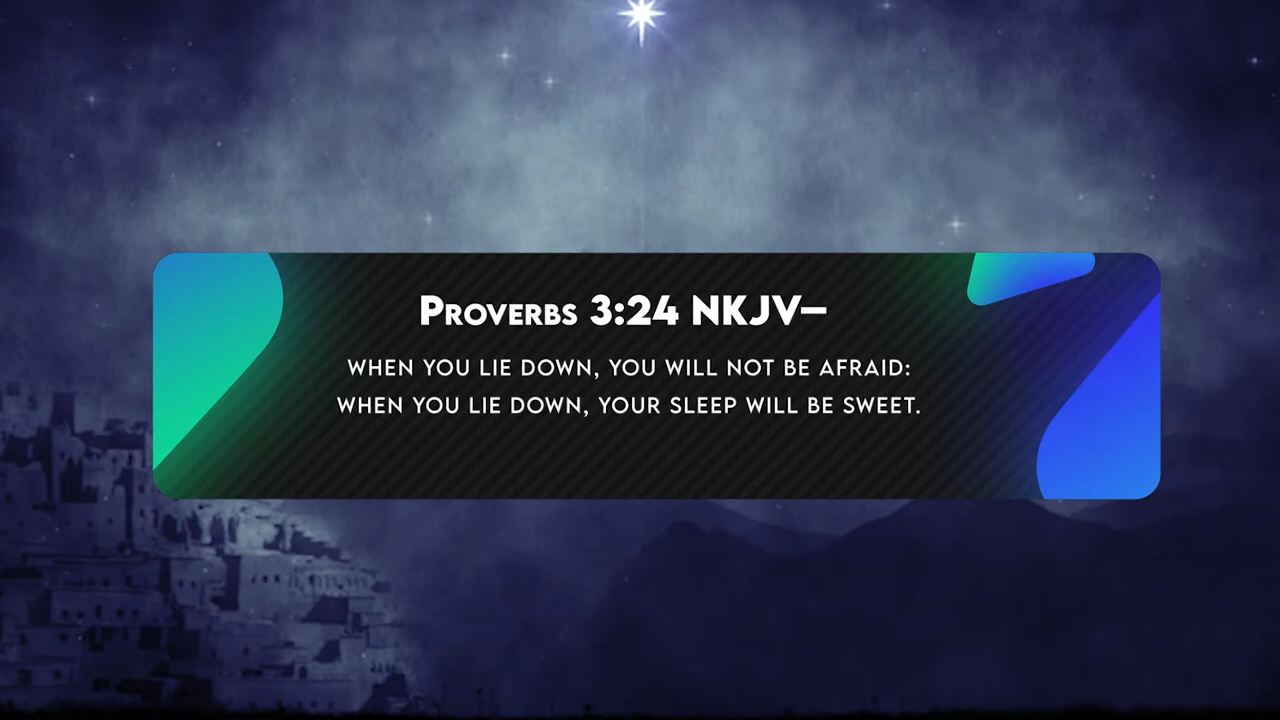 Proverbs 3:24 NKJV–
WHEN YOU LIE DOWN, YOU WILL NOT BE AFRAID:
WHEN YOU LIE DOWN, YOUR SLEEP WILL BE SWEET.